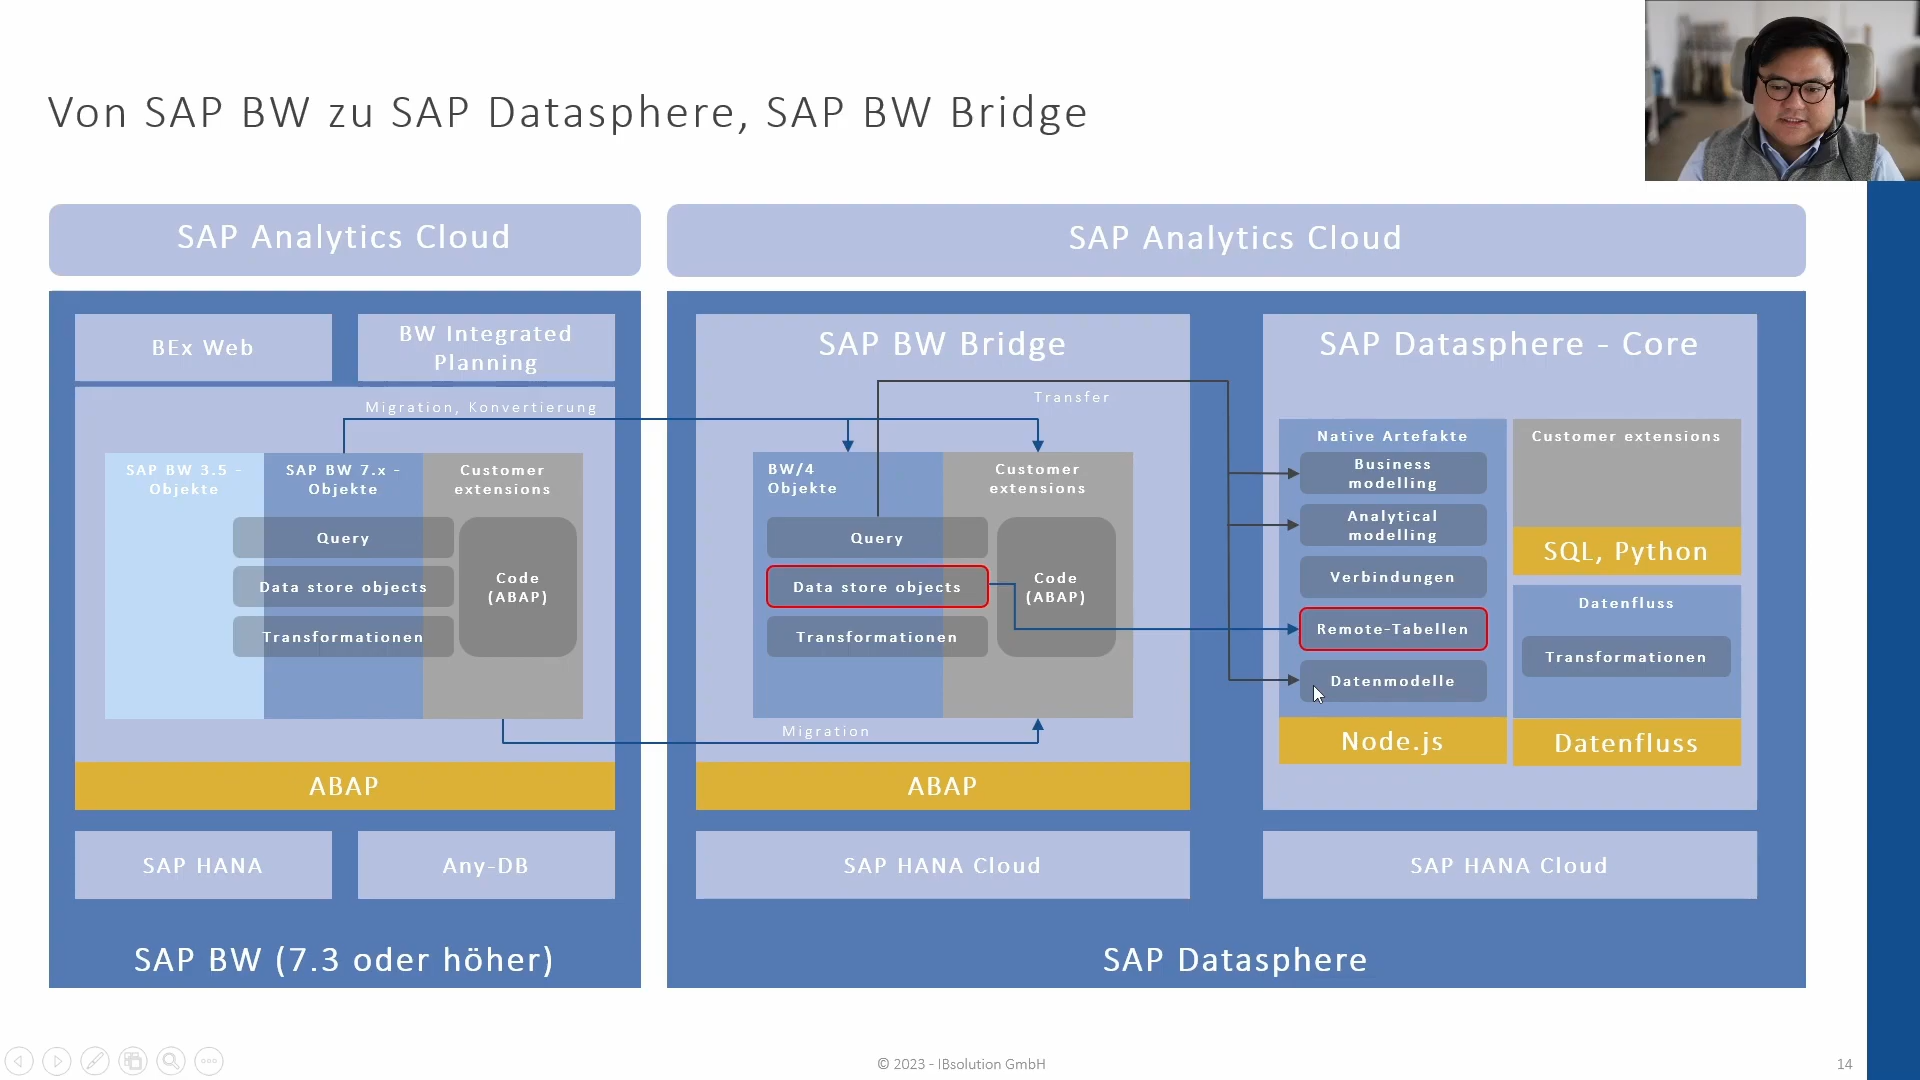 Von SAP BW zu SAP Datasphere, SAP BW Bridge
SAP Analytics Cloud
BEx Web
BW Integrated
Planning
Migration, Konvertierung
SAP BW 3.5 -
Objekte
SAP BW 7.x -
Objekte
Customer
extensions
Query
Data store objects
Transformationen
Code
(ABAP)
ABAP
SAP HANA
Any-DB
SAP BW (7.3 oder höher)
SAP Analytics Cloud
SAP BW Bridge
Transfer
BW/4
Objekte
Customer
extensions
Query
Data store objects
Transformationen
Code
(ABAP)
Migration
ABAP
SAP HANA Cloud
SAP Datasphere - Core
Native Artefakte
Business
modelling
Analytical
modelling
Verbindungen
Remote-Tabellen
Datenmodelle
Node.js
Customer extensions
SQL, Python
Datenfluss
Transformationen
Datenfluss
SAP HANA Cloud
SAP Datasphere
© 2023 - IBsolution GmbH
14